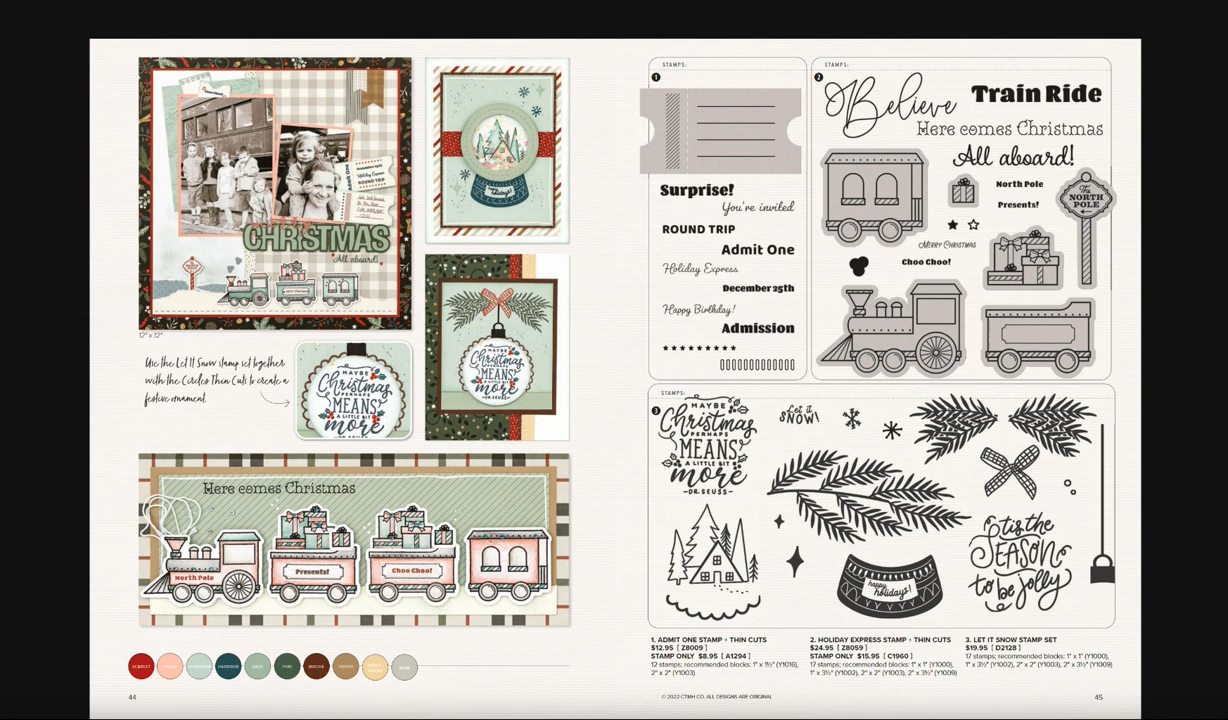 CHRISTMAS
All aboard!
12" x 12"
Use the Let It Snow stamp set together
with the Circles Thin Cuts to create a
festive ornament.
MAYBE
Christmas
PERHAPS
MEANS
A LITTLE BIT
more
MAYBE
Christmas
PERHAPS
MEANS
A LITTLE BIT
more
DR. SEUSS
Here comes Christmas
North Pole
Presents!
Choo Choo!
SCARLET
HARBOUR
SAGE
PINE
MOCHA
44
STAMPS:
1
Surprise!
You're invited
ROUND TRIP
Admit One
Holiday Express
December 25th
Happy Birthday!
Admission
STAMPS:
2
Believe
Train Ride
Here comes Christmas
All aboard!
North Pole
Presents!
The
NORTH
POLE
Merry Christmas
Choo Choo!
STAMPS:
3
MAYBE
Christmas
PERHAPS
MEANS
A LITTLE BIT
more
-DR. SEUSS-
Let it
SNOW!
happy
holidays!
'tis the
SEASON
to be jolly
1. ADMIT ONE STAMP + THIN CUTS
$12.95 [ Z8009 ]
STAMP ONLY $8.95 [ A1294 ]
12 stamps; recommended blocks: 1" x 1½" (Y1016),
2" x 2" (Y1003)
2. HOLIDAY EXPRESS STAMP + THIN CUTS
$24.95 [ Z8059 ]
STAMP ONLY $15.95 [ C1960 ]
17 stamps; recommended blocks: 1" x 1" (Y1000),
1" x 3½" (Y1002), 2" x 2" (Y1003), 2" x 3½" (Y1009)
3. LET IT SNOW STAMP SET
$19.95 [ D2128 ]
17 stamps; recommended blocks: 1" x 1" (Y1000),
1" x 3½" (Y1002), 2" x 2" (Y1003), 2" x 3½" (Y1009)
© 2022 CTMH CO. ALL DESIGNS ARE ORIGINAL
45